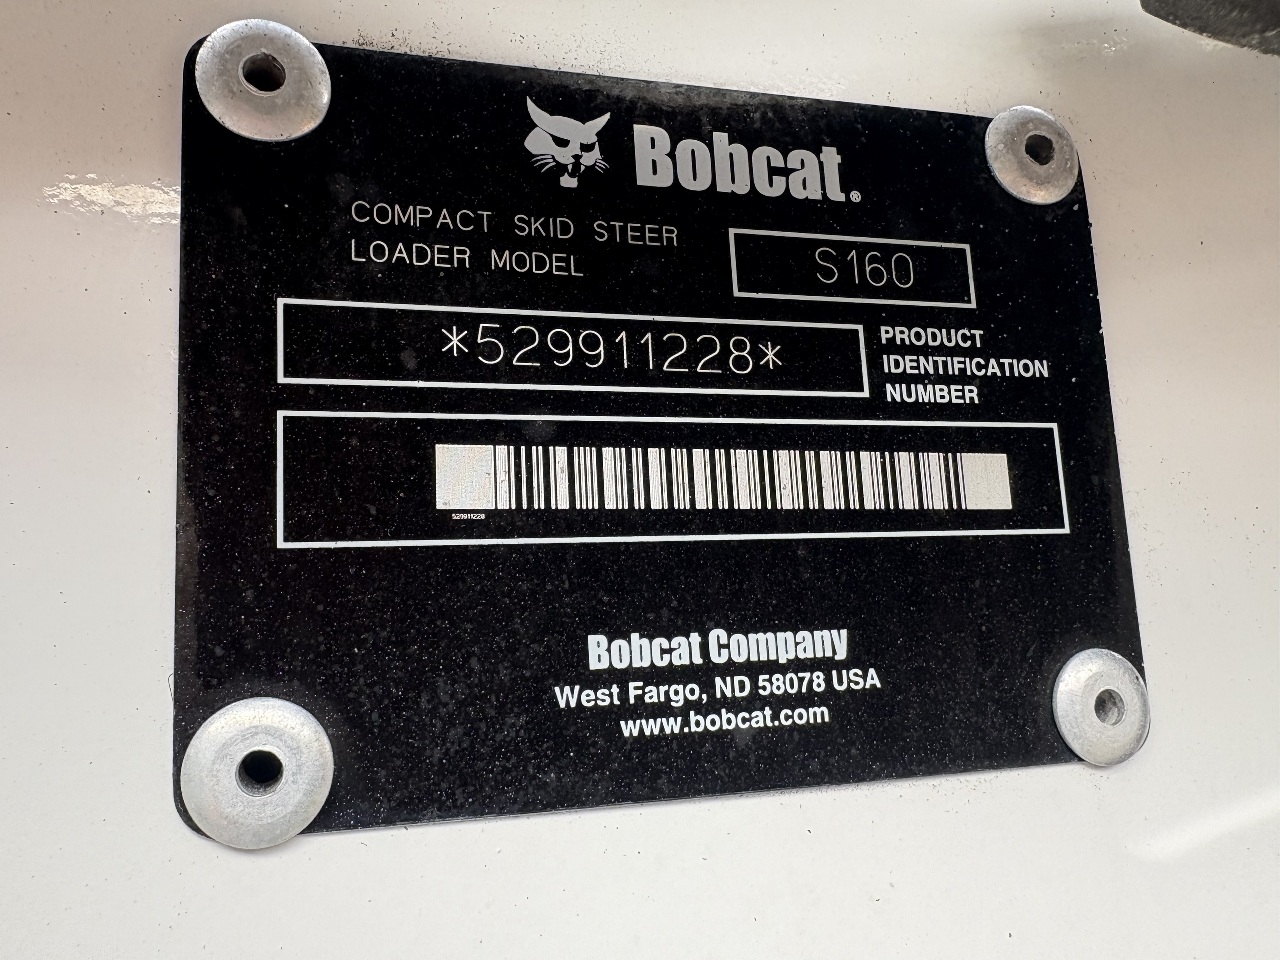 Bobcat®
COMPACT SKID STEER
LOADER MODEL
S160
*529911228*
PRODUCT
IDENTIFICATION
NUMBER
529911228
Bobcat Company
West Fargo, ND 58078 USA
www.bobcat.com